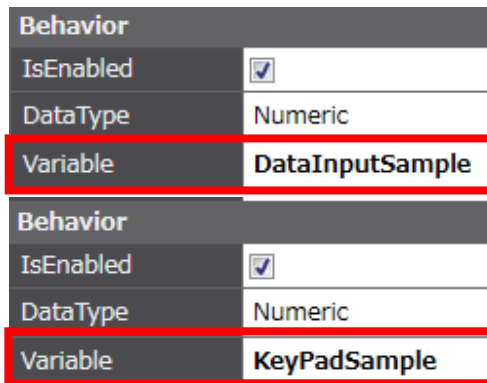 Behavior
IsEnabled
DataType Numeric
Variable DataInputSample
Behavior
IsEnabled
DataType Numeric
Variable KeyPadSample